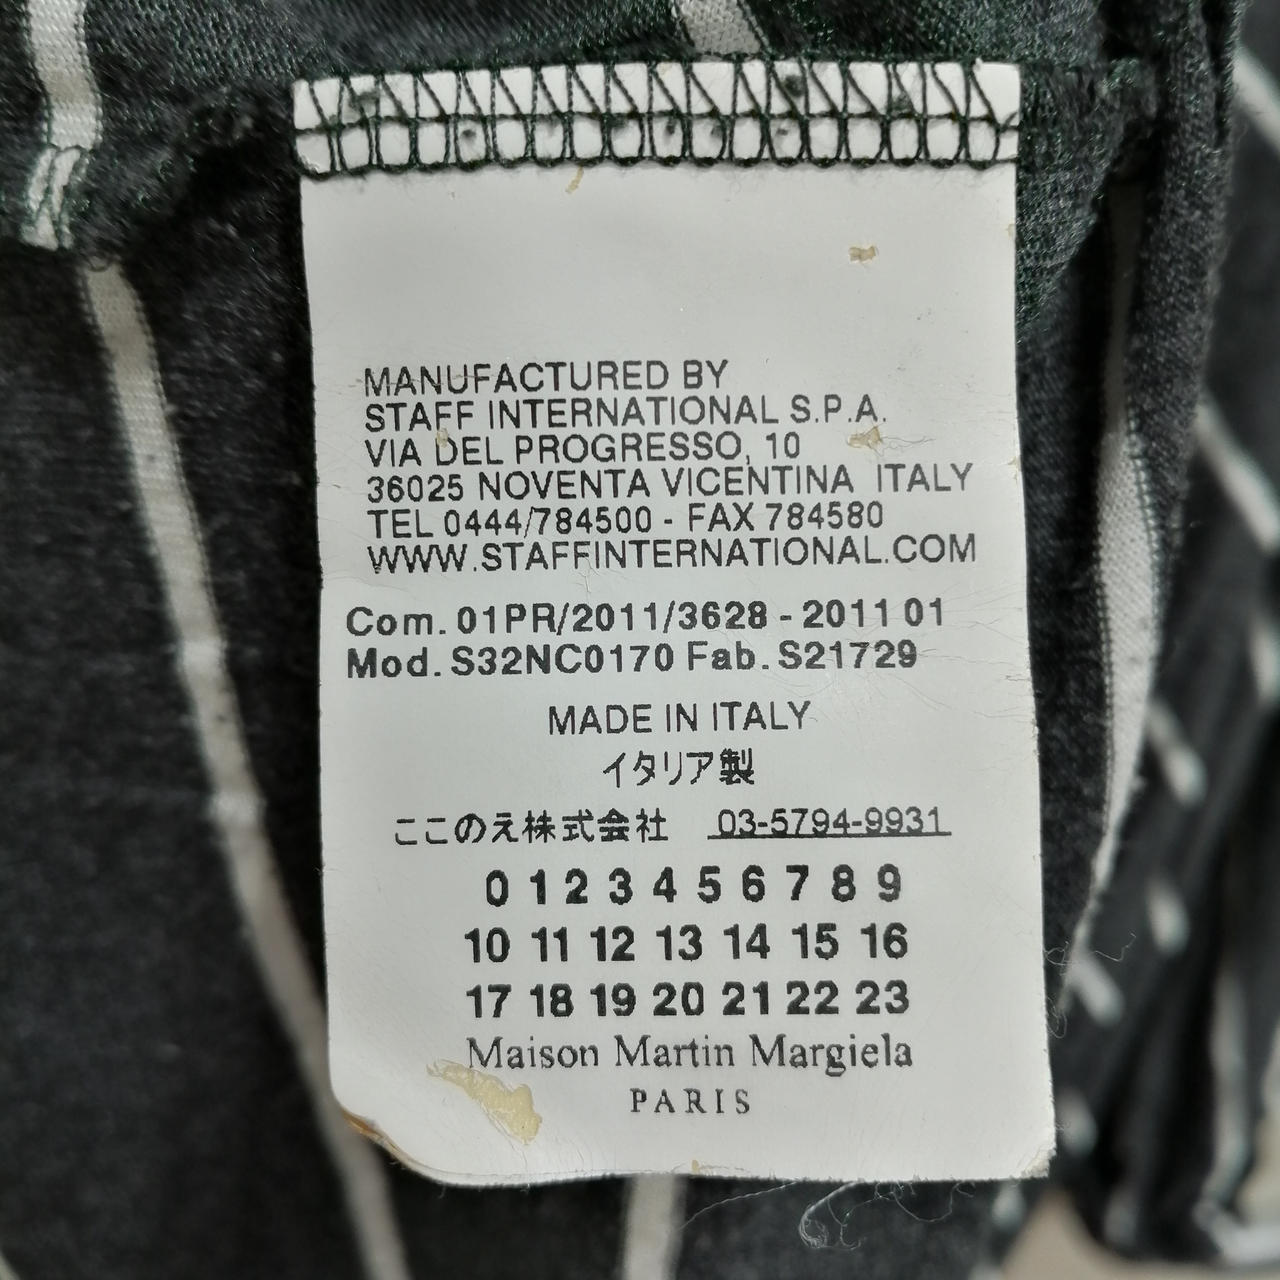 MANUFACTURED BY
STAFF INTERNATIONAL S.P.A.
VIA DEL PROGRESSO, 10
36025 NOVENTA VICENTINA ITALY
TEL 0444/784500 - FAX 784580
WWW.STAFFINTERNATIONAL.COM
Com. 01PR/2011/3628 - 2011 01
Mod. S32NC0170 Fab. S21729
MADE IN ITALY
イタリア製
ここのえ株式会社 03-5794-9931
0 1 2 3 4 5 6 7 8 9
10 11 12 13 14 15 16
17 18 19 20 21 22 23
Maison Martin Margiela
PARIS